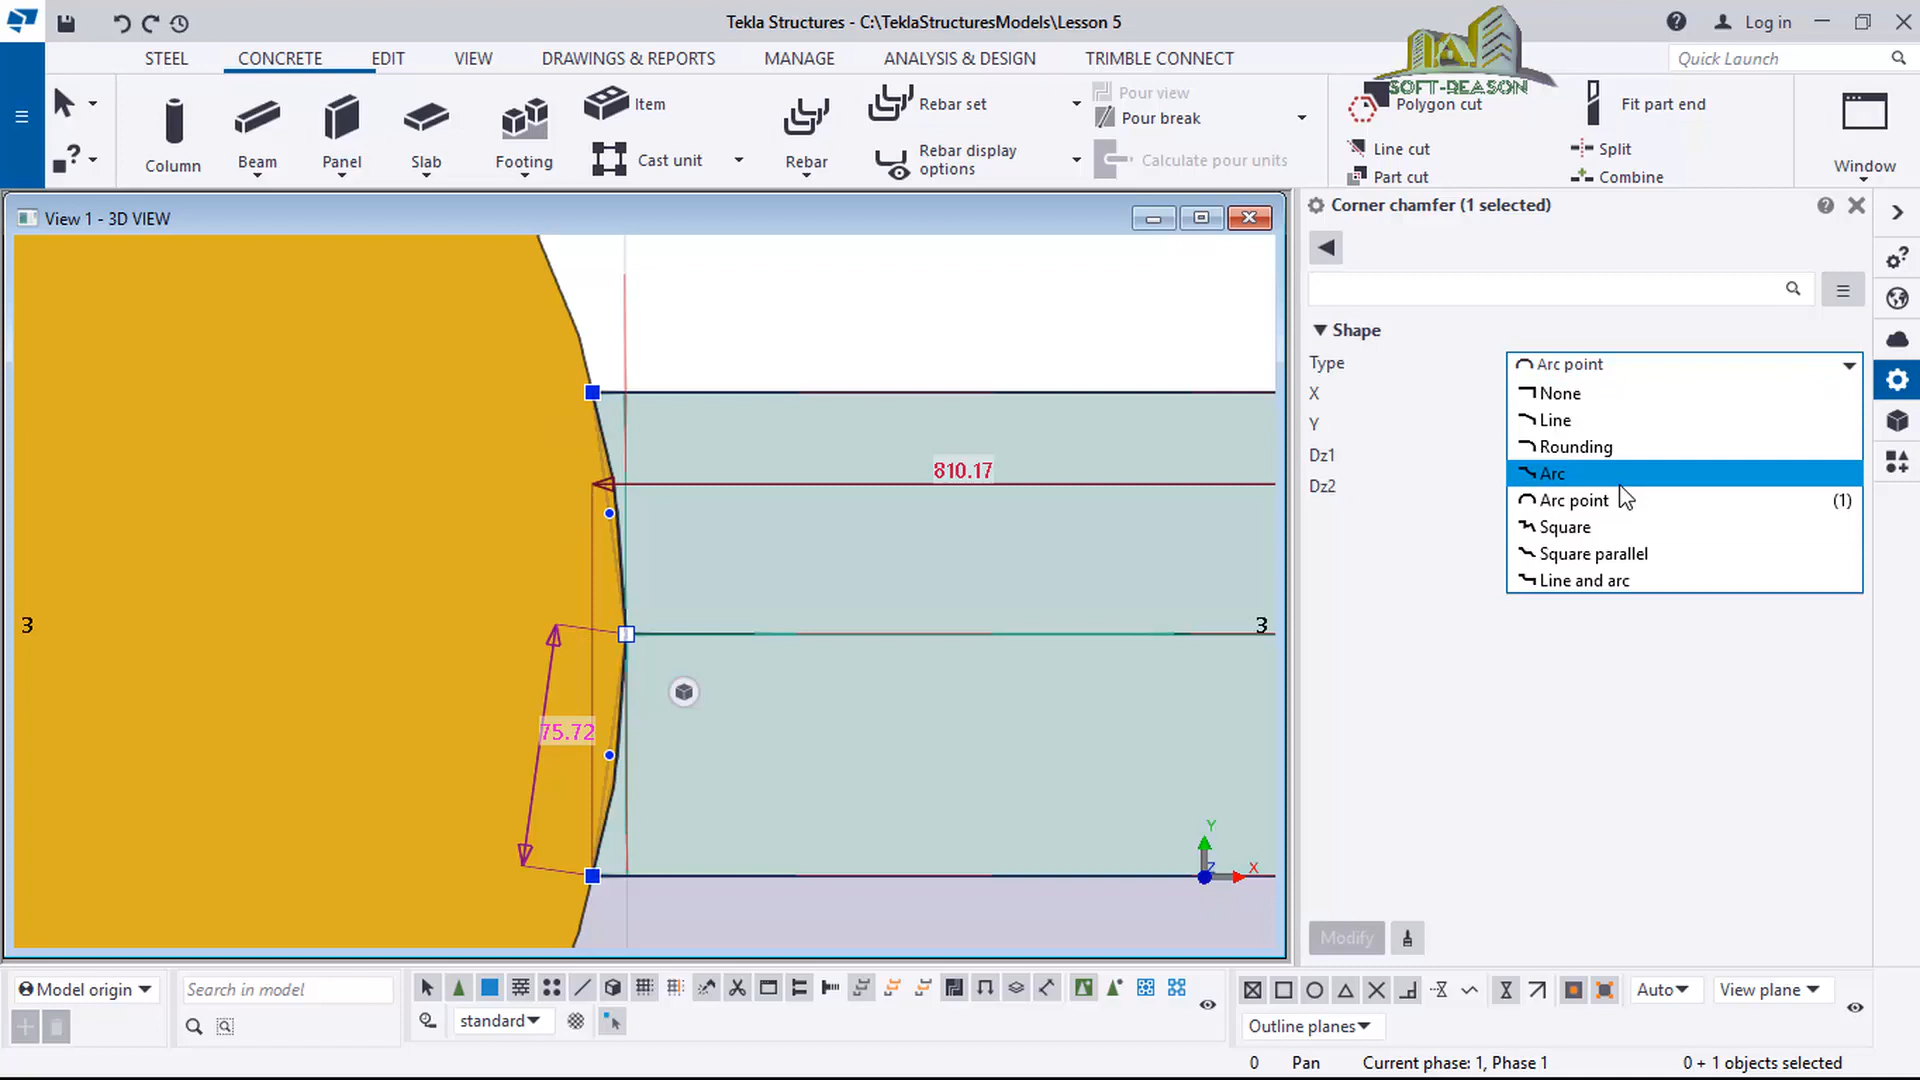 Tekla Structures - C:\TeklaStructuresModels\Lesson 5
Log in
STEEL
CONCRETE
EDIT
VIEW
DRAWINGS & REPORTS
MANAGE
ANALYSIS & DESIGN
TRIMBLE CONNECT
Quick Launch
SOFT-REASON
Column
Beam
Panel
Slab
Footing
Item
Cast unit
Rebar
Rebar set
Rebar display
options
Pour view
Pour break
Calculate pour units
Polygon cut
Line cut
Part cut
Fit part end
Split
Combine
Window
View 1 - 3D VIEW
810.17
3
3
75.72
Y
Z
X
Corner chamfer (1 selected)
Shape
Type
Arc point
X
Y
Dz1
Dz2
None
Line
Rounding
Arc
Arc point (1)
Square
Square parallel
Line and arc
Modify
Model origin
Search in model
standard
Auto
View plane
Outline planes
0
Pan
Current phase: 1, Phase 1
0 + 1 objects selected